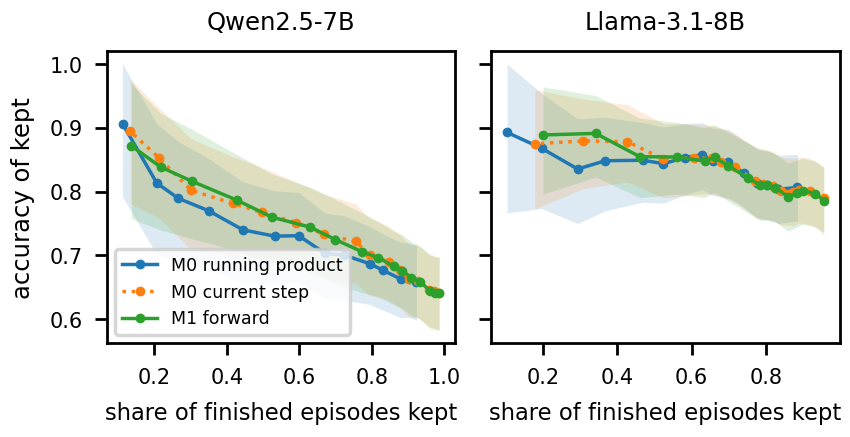 Qwen2.5-7B
Llama-3.1-8B
accuracy of kept
1.0
0.9
0.8
0.7
0.6
M0 running product
M0 current step
M1 forward
0.2 0.4 0.6 0.8 1.0
0.2 0.4 0.6 0.8
share of finished episodes kept
share of finished episodes kept